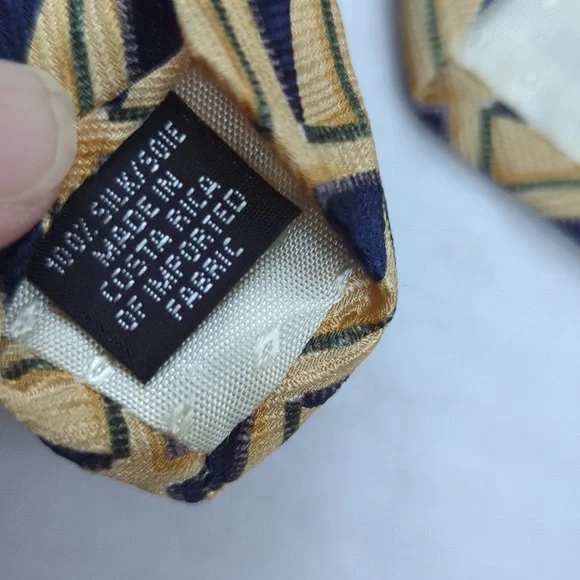 100% SILK/SOIE
MADE IN
COSTA RICA
OF IMPORTED
FABRIC